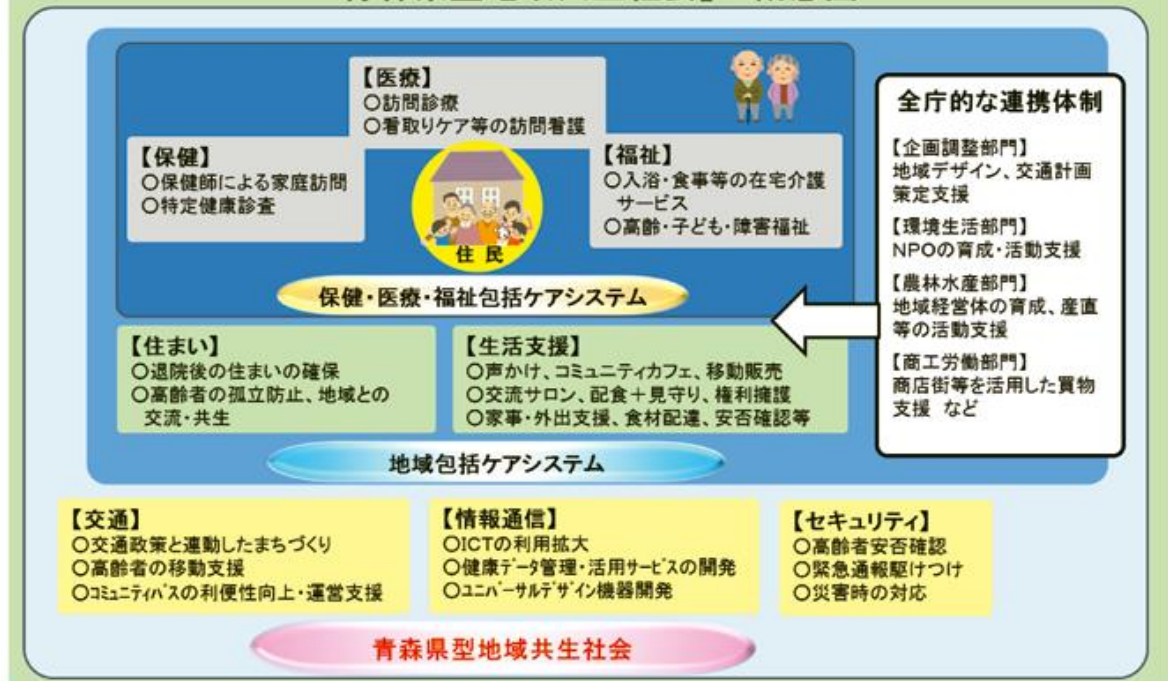 【医療】
○訪問診療
○看取りケア等の訪問看護
【保健】
○保健師による家庭訪問
○特定健康診査
【福祉】
○入浴・食事等の在宅介護
サービス
○高齢・子ども・障害福祉
住民
保健・医療・福祉包括ケアシステム
【住まい】
○退院後の住まいの確保
○高齢者の孤立防止、地域との
交流・共生
【生活支援】
○声かけ、コミュニティカフェ、移動販売
○交流サロン、配食+見守り、権利擁護
○家事・外出支援、食材配達、安否確認等
地域包括ケアシステム
全庁的な連携体制
【企画調整部門】
地域デザイン、交通計画
策定支援
【環境生活部門】
NPOの育成・活動支援
【農林水産部門】
地域経営体の育成、産直
等の活動支援
【商工労働部門】
商店街等を活用した買物
支援 など
【交通】
○交通政策と連動したまちづくり
○高齢者の移動支援
○コミュニティバスの利便性向上・運営支援
【情報通信】
○ICTの利用拡大
○健康データ管理・活用サービスの開発
○ユニバーサルデザイン機器開発
【セキュリティ】
○高齢者安否確認
○緊急通報駆けつけ
○災害時の対応
青森県型地域共生社会